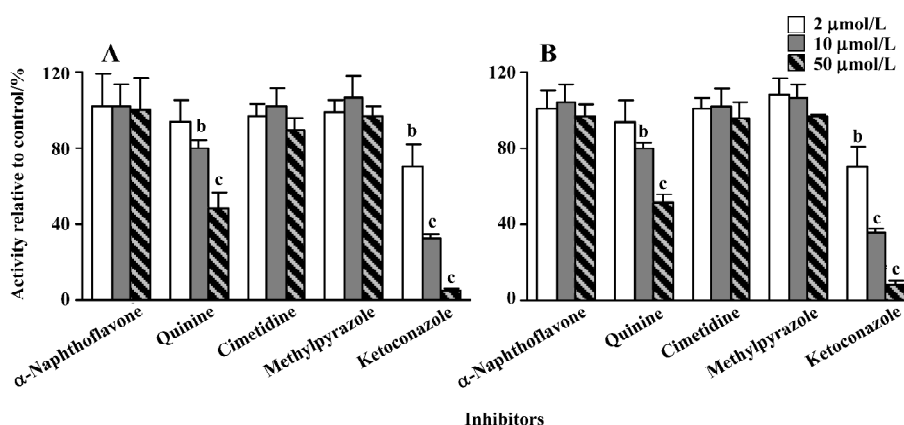 A
B
2 µmol/L
10 µmol/L
50 µmol/L
Activity relative to control/%
120
80
40
0
b
c
b
c
c
α-Naphthoflavone
Quinine
Cimetidine
Methylpyrazole
Ketoconazole
120
80
40
0
b
c
b
c
c
α-Naphthoflavone
Quinine
Cimetidine
Methylpyrazole
Ketoconazole
Inhibitors